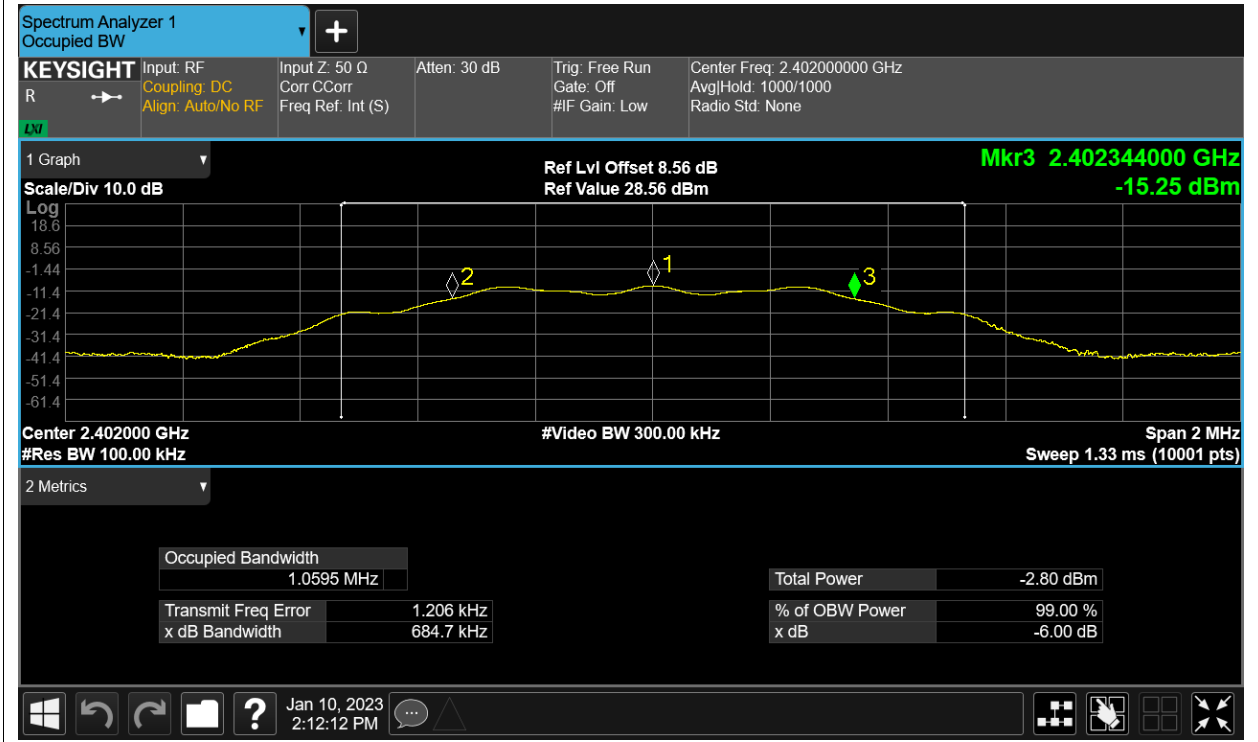 Spectrum Analyzer 1
Occupied BW
+
KEYSIGHT
R
LXI
Input: RF
Coupling: DC
Align: Auto/No RF
Input Z: 50 Ω
Corr CCorr
Freq Ref: Int (S)
Atten: 30 dB
Trig: Free Run
Gate: Off
#IF Gain: Low
Center Freq: 2.402000000 GHz
Avg|Hold: 1000/1000
Radio Std: None
1 Graph
Scale/Div 10.0 dB
Ref Lvl Offset 8.56 dB
Ref Value 28.56 dBm
Mkr3 2.402344000 GHz
-15.25 dBm
Log
18.6
8.56
-1.44
-11.4
-21.4
-31.4
-41.4
-51.4
-61.4
2
1
3
Center 2.402000 GHz
#Video BW 300.00 kHz
Span 2 MHz
#Res BW 100.00 kHz
Sweep 1.33 ms (10001 pts)
2 Metrics
Occupied Bandwidth
1.0595 MHz
Total Power -2.80 dBm
Transmit Freq Error 1.206 kHz
% of OBW Power 99.00 %
x dB Bandwidth 684.7 kHz
x dB -6.00 dB
?
Jan 10, 2023
2:12:12 PM